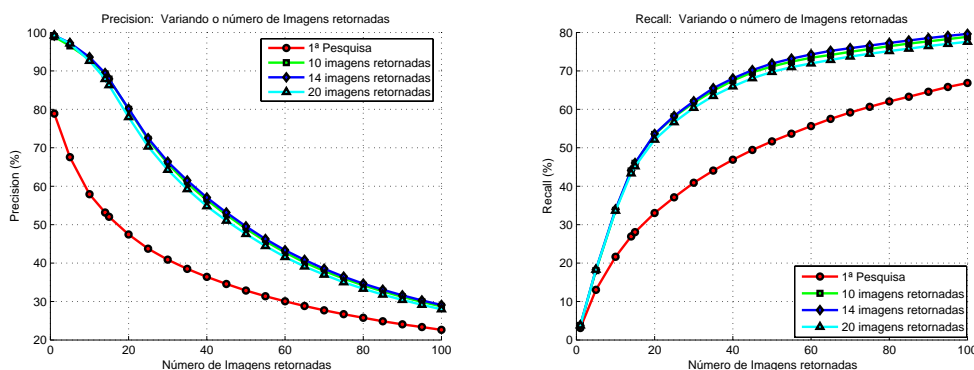 Precision: Variando o número de Imagens retornadas
100
90
80
70
60
50
40
30
20
Precision (%)
0
20
40
60
80
100
Número de Imagens retornadas
1ª Pesquisa
10 imagens retornadas
14 imagens retornadas
20 imagens retornadas
Recall: Variando o número de Imagens retornadas
80
70
60
50
40
30
20
10
0
Recall (%)
0
20
40
60
80
100
Número de Imagens retornadas
1ª Pesquisa
10 imagens retornadas
14 imagens retornadas
20 imagens retornadas